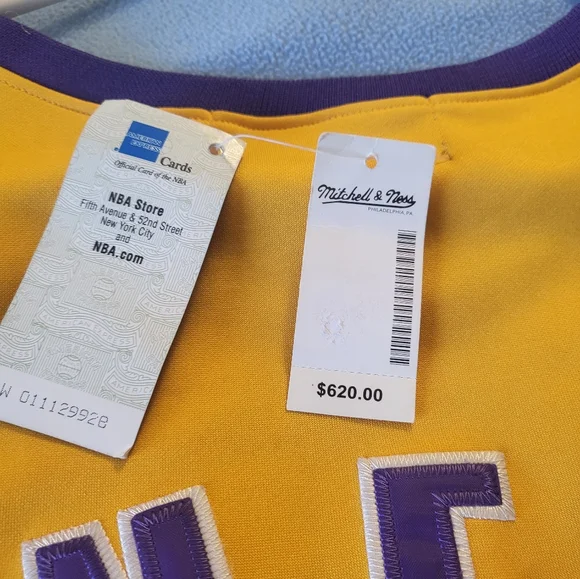 AMERICAN
EXPRESS
Cards
Official Card of the NBA
NBA Store
Fifth Avenue & 52nd Street
New York City
and
NBA.com
W 01112992B
Mitchell & Ness
PHILADELPHIA, PA
$620.00